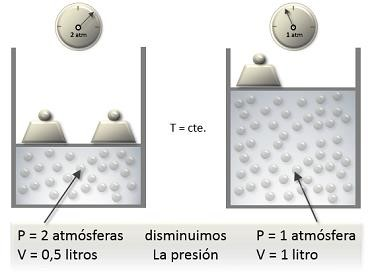 2 atm
1 atm
T = cte.
P = 2 atmósferas disminuimos P = 1 atmósfera
V = 0,5 litros La presión V = 1 litro